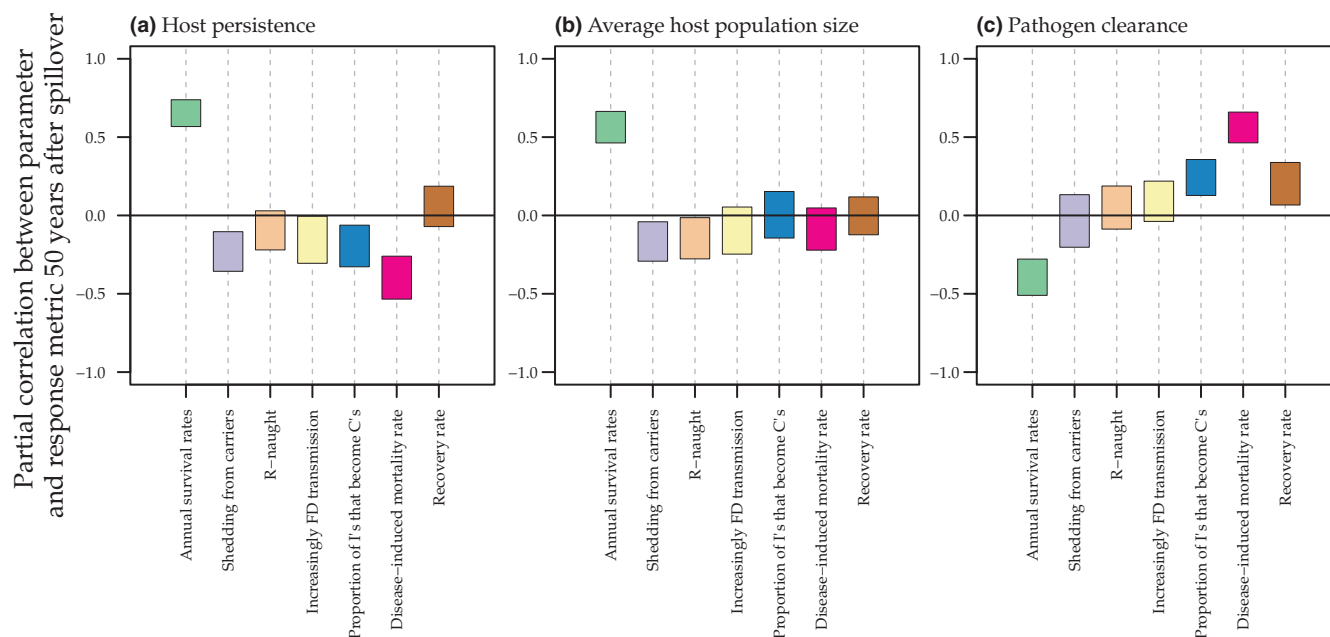 Partial correlation between parameter
and response metric 50 years after spillover
(a) Host persistence
1.0
0.5
0.0
−0.5
−1.0
Annual survival rates
Shedding from carriers
R−naught
Increasingly FD transmission
Proportion of I's that become C's
Disease−induced mortality rate
Recovery rate
(b) Average host population size
1.0
0.5
0.0
−0.5
−1.0
Annual survival rates
Shedding from carriers
R−naught
Increasingly FD transmission
Proportion of I's that become C's
Disease−induced mortality rate
Recovery rate
(c) Pathogen clearance
1.0
0.5
0.0
−0.5
−1.0
Annual survival rates
Shedding from carriers
R−naught
Increasingly FD transmission
Proportion of I's that become C's
Disease−induced mortality rate
Recovery rate